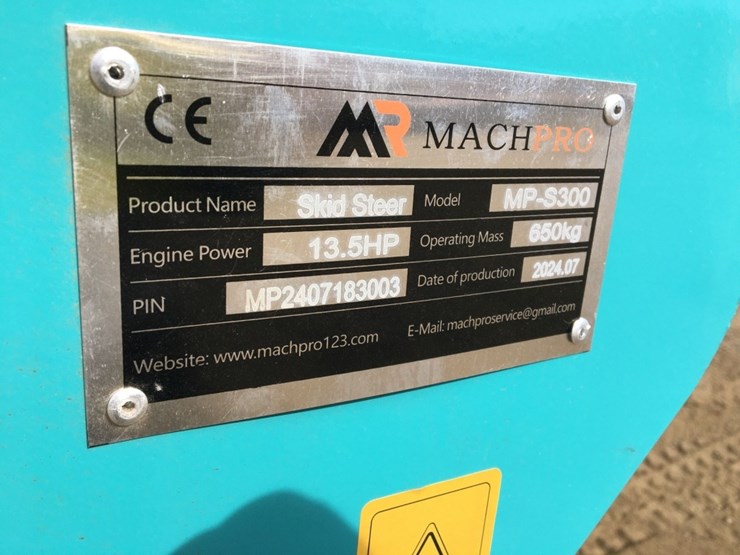 CE MR MACHPRO
Product Name Skid Steer Model MP-S300
Engine Power 13.5HP Operating Mass 650kg
PIN MP2407183003 Date of production 2024.07
Website: www.machpro123.com E-Mail: machproservice@gmail.com